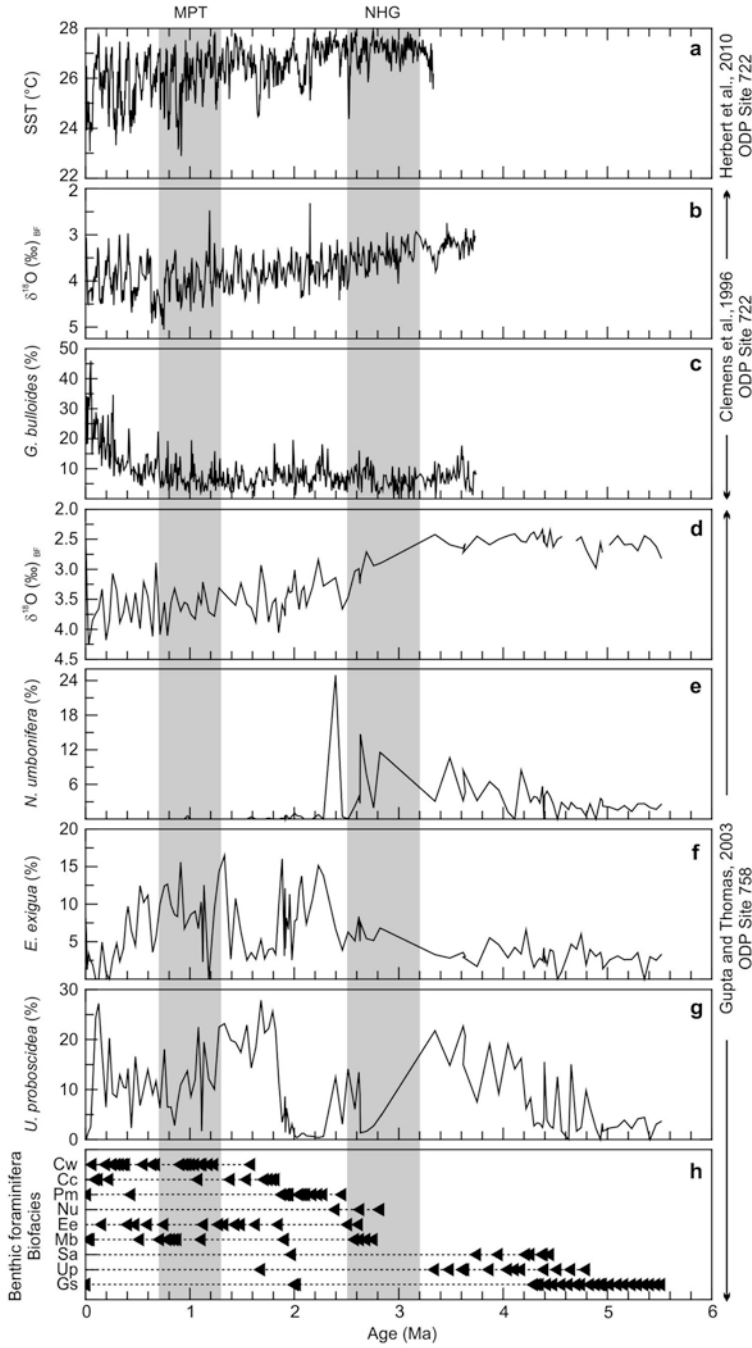 MPT NHG
28
26
24
22
SST (°C)
a
Herbert et al., 2010
ODP Site 722
2
3
4
5
δ18O (‰) BF
b
Clemens et al.,1996
ODP Site 722
50
40
30
20
10
G. bulloides (%)
c
2.0
2.5
3.0
3.5
4.0
4.5
δ18O (‰) BF
d
24
18
12
6
N. umbonifera (%)
e
20
15
10
5
E. exigua (%)
f
Gupta and Thomas, 2003
ODP Site 758
30
20
10
0
U. proboscidea (%)
g
Benthic foraminifera
Biofacies
h
Cw
Cc
Pm
Nu
Ee
Mb
Sa
Up
Gs
0 1 2 3 4 5 6
Age (Ma)